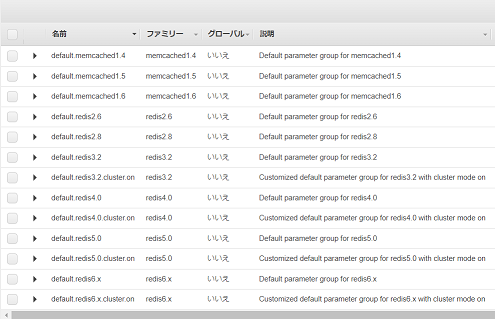 名前 ファミリー グローバル 説明
default.memcached1.4 memcached1.4 いいえ Default parameter group for memcached1.4
default.memcached1.5 memcached1.5 いいえ Default parameter group for memcached1.5
default.memcached1.6 memcached1.6 いいえ Default parameter group for memcached1.6
default.redis2.6 redis2.6 いいえ Default parameter group for redis2.6
default.redis2.8 redis2.8 いいえ Default parameter group for redis2.8
default.redis3.2 redis3.2 いいえ Default parameter group for redis3.2
default.redis3.2.cluster.on redis3.2 いいえ Customized default parameter group for redis3.2 with cluster mode on
default.redis4.0 redis4.0 いいえ Default parameter group for redis4.0
default.redis4.0.cluster.on redis4.0 いいえ Customized default parameter group for redis4.0 with cluster mode on
default.redis5.0 redis5.0 いいえ Default parameter group for redis5.0
default.redis5.0.cluster.on redis5.0 いいえ Customized default parameter group for redis5.0 with cluster mode on
default.redis6.x redis6.x いいえ Default parameter group for redis6.x
default.redis6.x.cluster.on redis6.x いいえ Customized default parameter group for redis6.x with cluster mode on